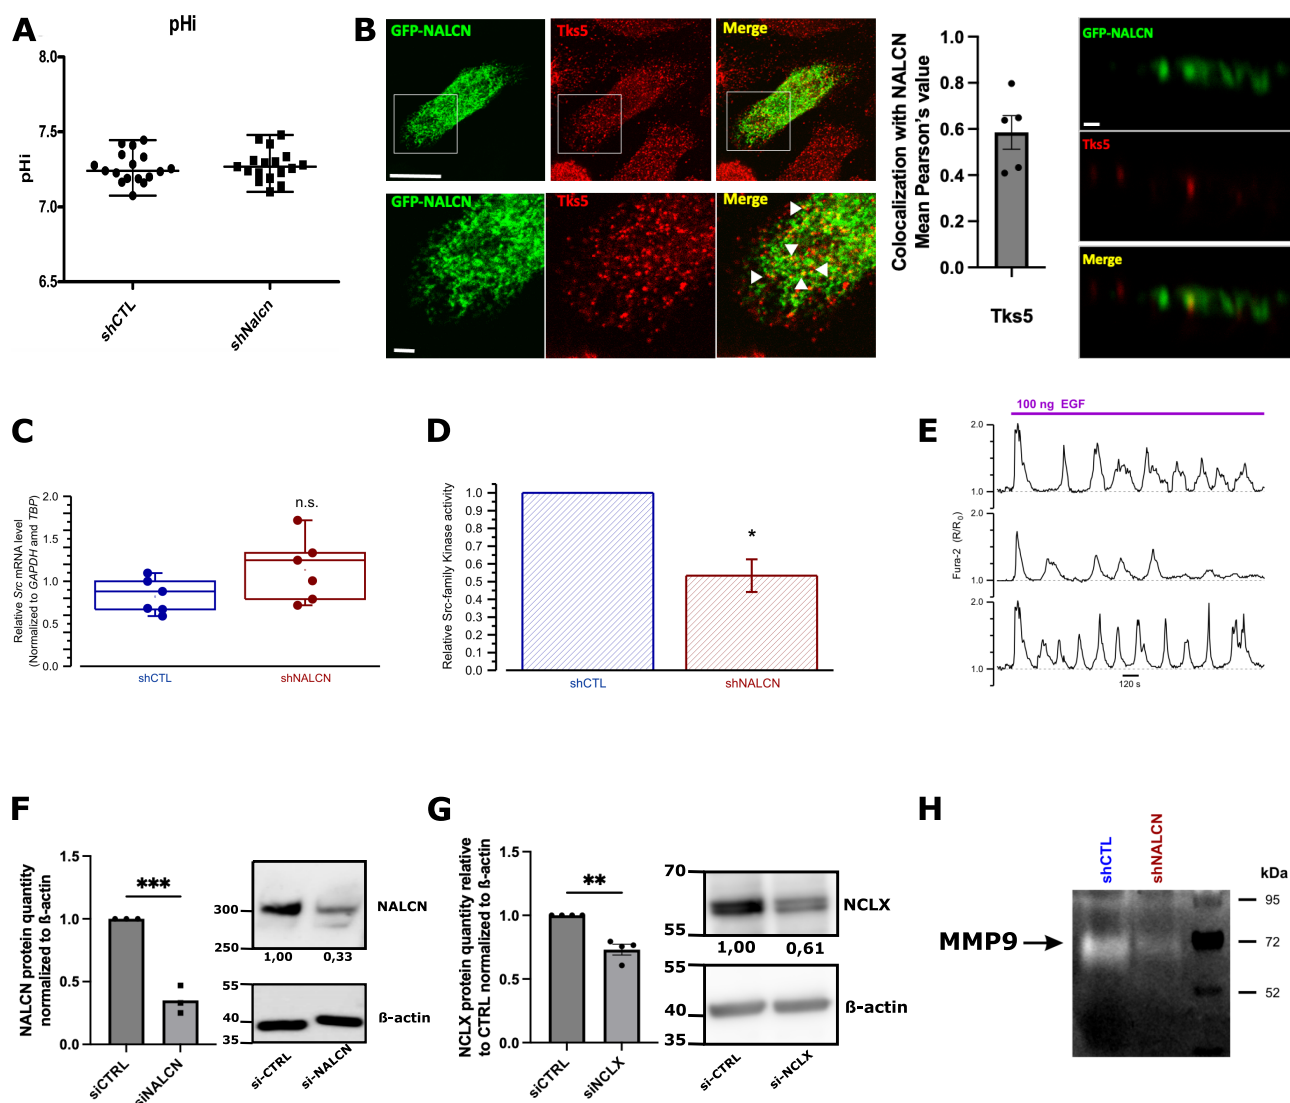 A
pHi
8.0
7.5
7.0
6.5
pHi
shCTL
shNalcn
B
GFP-NALCN
Tks5
Merge
GFP-NALCN
Tks5
Merge
Colocalization with NALCN
Mean Pearson's value
1.0
0.8
0.6
0.4
0.2
0.0
Tks5
GFP-NALCN
Tks5
Merge
C
Relative Src mRNA level
(Normalized to GAPDH and TBP)
2.0
1.5
1.0
0.5
0.0
n.s.
shCTL
shNALCN
D
Relative Src-family Kinase activity
1.0
0.9
0.8
0.7
0.6
0.5
0.4
0.3
0.2
0.1
0.0
*
shCTL
shNALCN
E
100 ng EGF
Fura-2 (R/R0)
2.0
1.0
2.0
1.0
2.0
1.0
120 s
F
NALCN protein quantity
normalized to ß-actin
1.5
1.0
0.5
0.0
***
siCTRL
siNALCN
300
250
NALCN
1,00
0,33
55
40
35
ß-actin
si-CTRL
si-NALCN
G
NCLX protein quantity relative
to CTRL normalized to ß-actin
1.5
1.0
0.5
0.0
**
siCTRL
siNCLX
70
55
NCLX
1,00
0,61
55
40
35
ß-actin
si-CTRL
si-NCLX
H
shCTL
shNALCN
kDa
95
72
52
MMP9